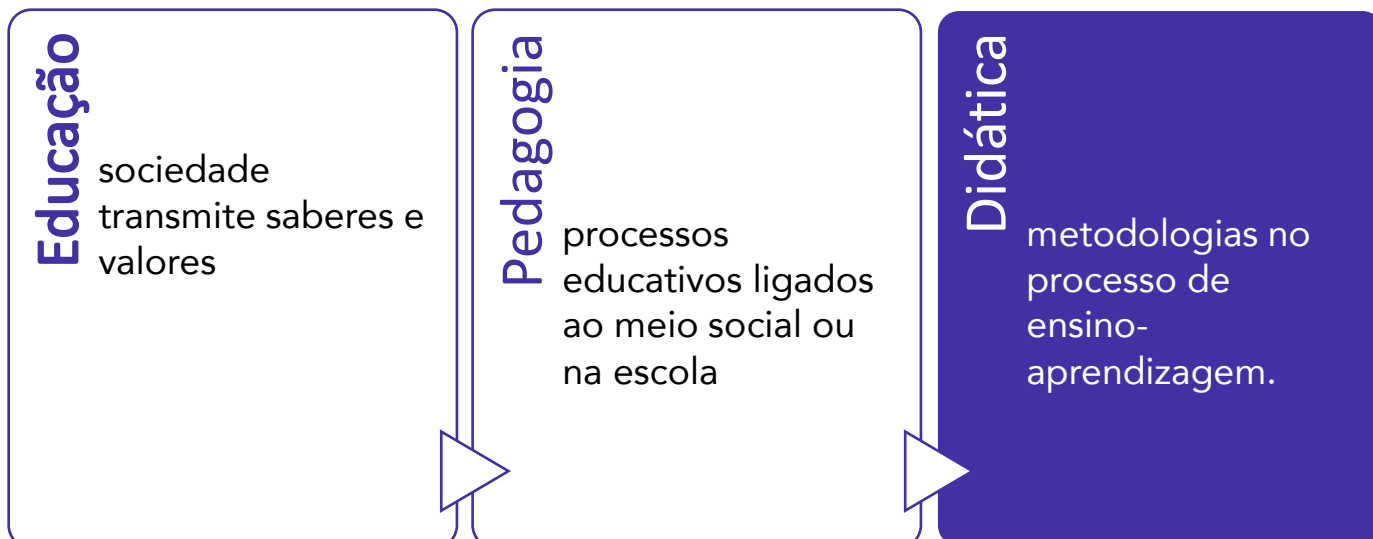 Educação
sociedade
transmite saberes e
valores
Pedagogia
processos
educativos ligados
ao meio social ou
na escola
Didática
metodologias no
processo de
ensino-
aprendizagem.